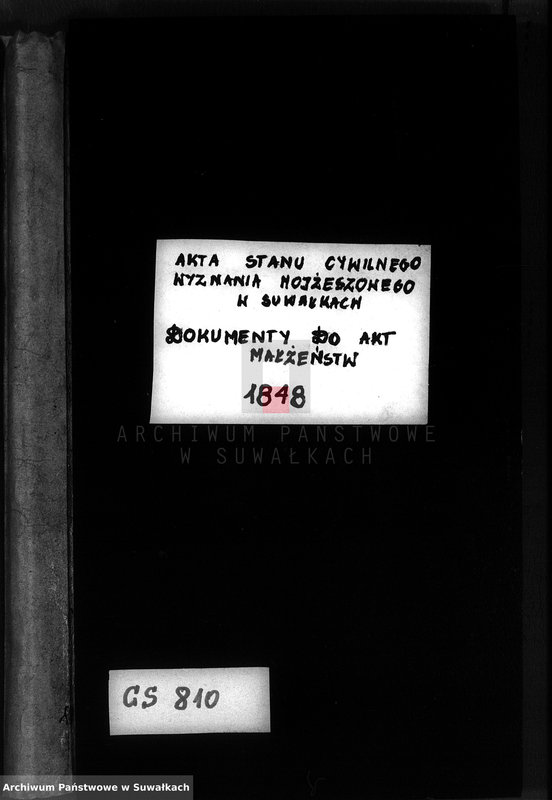 AKTA STANU CYWILNEGO
WYZNANIA MOJŻESZOWEGO
W SUWAŁKACH
DOKUMENTY DO AKT
MAŁŻEŃSTW
1848
ARCHIWUM PAŃSTWOWE
W SUWAŁKACH
GS 810
Archiwum Państwowe w Suwałkach